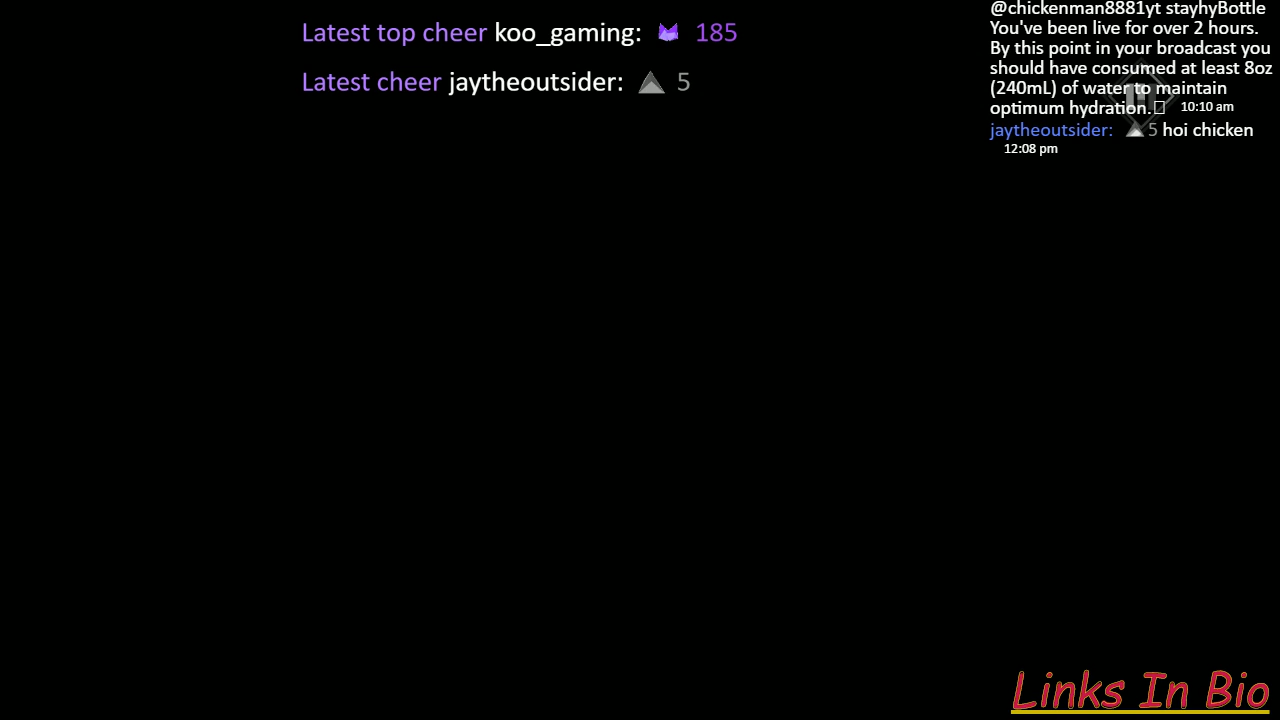 Latest top cheer koo_gaming: 185
Latest cheer jaytheoutsider: 5
@chickenman8881yt stayhyBottle
You've been live for over 2 hours.
By this point in your broadcast you
should have consumed at least 8oz
(240mL) of water to maintain
optimum hydration. 10:10 am
jaytheoutsider: 5 hoi chicken
12:08 pm
Links In Bio